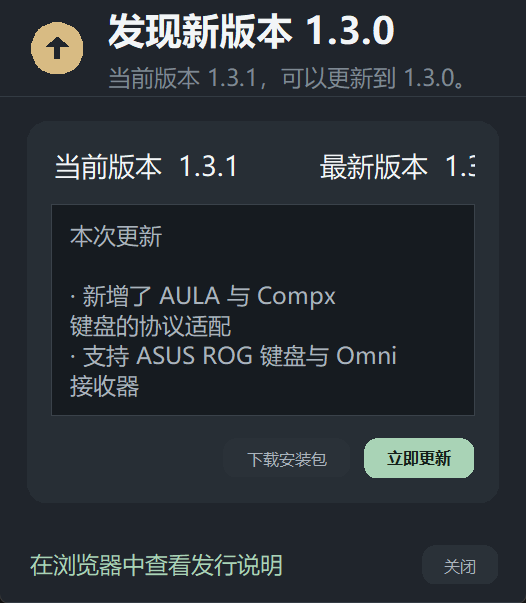 发现新版本 1.3.0
当前版本 1.3.1，可以更新到 1.3.0。
当前版本 1.3.1 最新版本 1.3
本次更新
· 新增了 AULA 与 Compx
键盘的协议适配
· 支持 ASUS ROG 键盘与 Omni
接收器
下载安装包 立即更新
在浏览器中查看发行说明 关闭